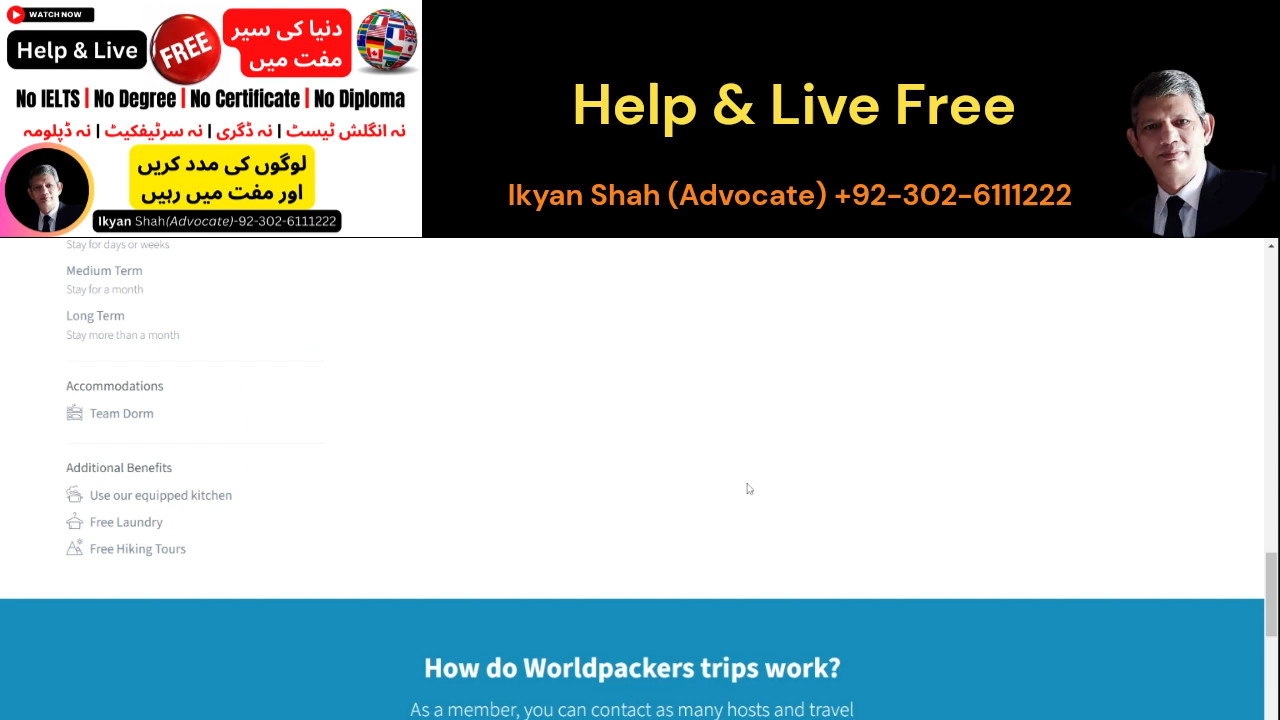 WATCH NOW
Help & Live
FREE
دنیا کی سیر
مفت میں
No IELTS | No Degree | No Certificate | No Diploma
نہ انگلش ٹیسٹ | نہ ڈگری | نہ سرٹیفکیٹ | نہ ڈپلومہ
لوگوں کی مدد کریں
اور مفت میں رہیں
Ikyan Shah(Advocate)-92-302-6111222
Help & Live Free
Ikyan Shah (Advocate) +92-302-6111222
Stay for days or weeks
Medium Term
Stay for a month
Long Term
Stay more than a month
Accommodations
Team Dorm
Additional Benefits
Use our equipped kitchen
Free Laundry
Free Hiking Tours
How do Worldpackers trips work?
As a member, you can contact as many hosts and travel